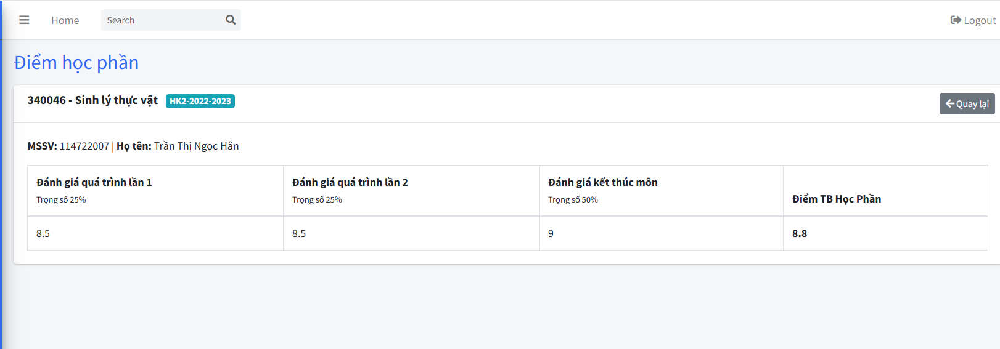 Home Search Logout
Điểm học phần
340046 - Sinh lý thực vật HK2-2022-2023 Quay lại
MSSV: 114722007 | Họ tên: Trần Thị Ngọc Hân
Đánh giá quá trình lần 1 Đánh giá quá trình lần 2 Đánh giá kết thúc môn
Trọng số 25% Trọng số 25% Trọng số 50% Điểm TB Học Phần
8.5 8.5 9 8.8